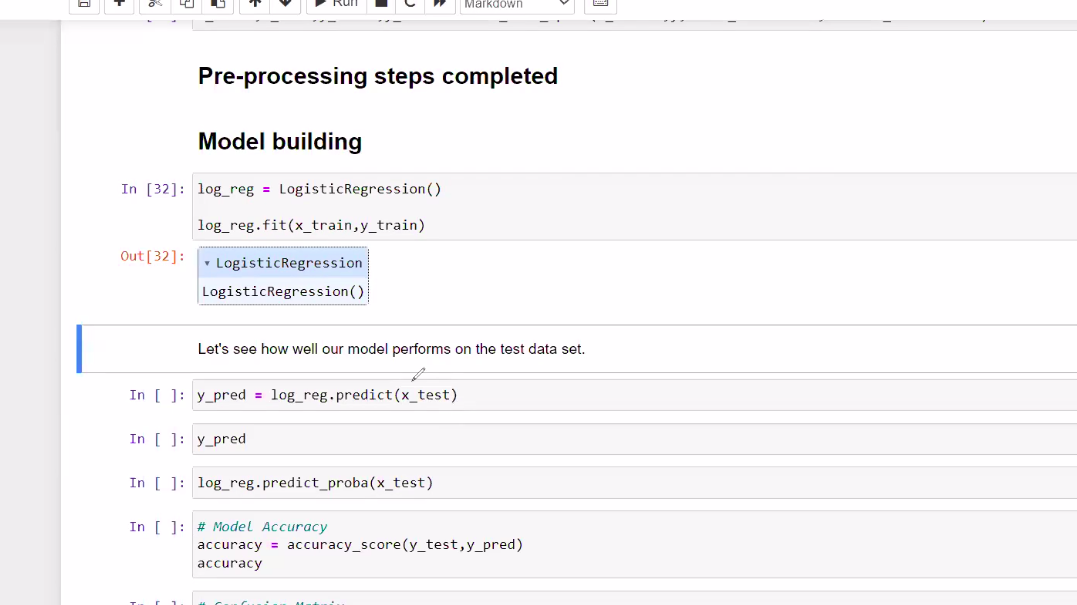 Run
Markdown
Pre-processing steps completed
Model building
In [32]: log_reg = LogisticRegression()
log_reg.fit(x_train,y_train)
Out[32]: LogisticRegression
LogisticRegression()
Let's see how well our model performs on the test data set.
In [ ]: y_pred = log_reg.predict(x_test)
In [ ]: y_pred
In [ ]: log_reg.predict_proba(x_test)
In [ ]: # Model Accuracy
accuracy = accuracy_score(y_test,y_pred)
accuracy
# Confusion Matrix